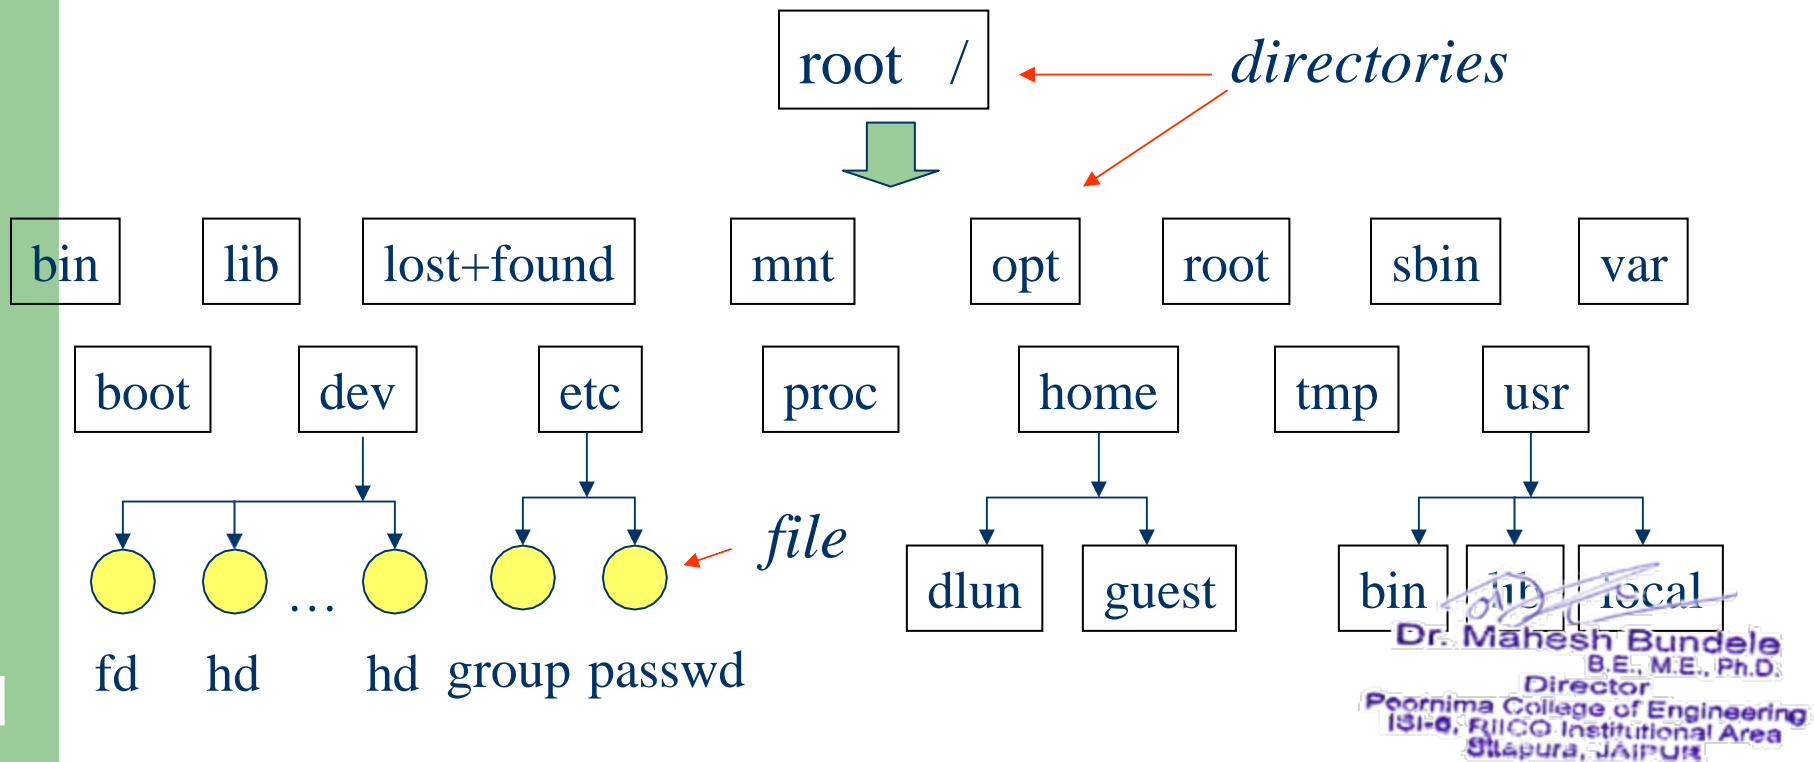 root / directories
bin lib lost+found mnt opt root sbin var
boot dev etc proc home tmp usr
file
dlun guest bin lib local
…
fd hd hd group passwd
Dr. Mahesh Bundele
B.E., M.E., Ph.D.
Director
Poornima College of Engineering
ISI-6, RIICO Institutional Area
Sitapura, JAIPUR